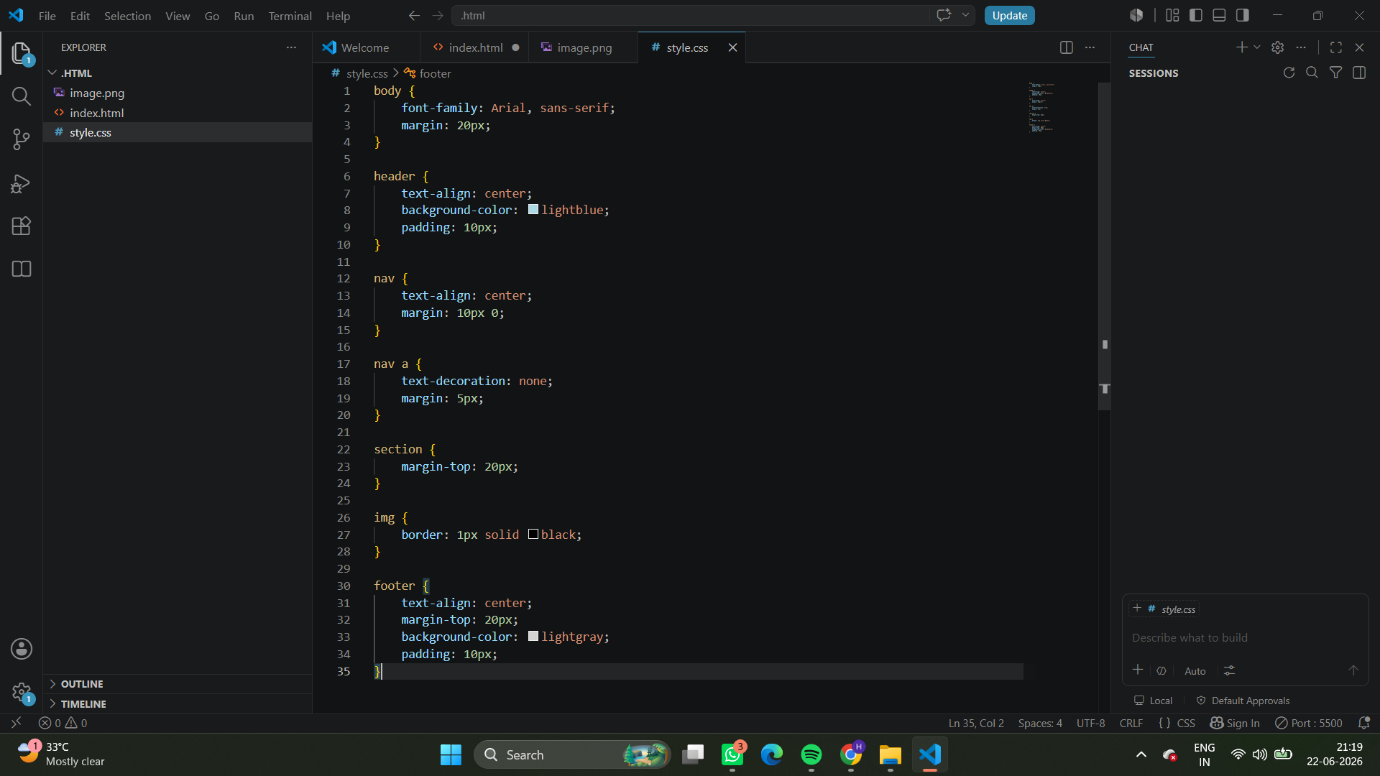 File Edit Selection View Go Run Terminal Help
.html
Update
EXPLORER
.HTML
image.png
index.html
style.css
OUTLINE
TIMELINE
Welcome
index.html
image.png
style.css
style.css > footer
1 body {
2 font-family: Arial, sans-serif;
3 margin: 20px;
4 }
5
6 header {
7 text-align: center;
8 background-color: lightblue;
9 padding: 10px;
10 }
11
12 nav {
13 text-align: center;
14 margin: 10px 0;
15 }
16
17 nav a {
18 text-decoration: none;
19 margin: 5px;
20 }
21
22 section {
23 margin-top: 20px;
24 }
25
26 img {
27 border: 1px solid black;
28 }
29
30 footer {
31 text-align: center;
32 margin-top: 20px;
33 background-color: lightgray;
34 padding: 10px;
35 }
CHAT
SESSIONS
style.css
Describe what to build
Auto
Local Default Approvals
1
1
0 0
Ln 35, Col 2 Spaces: 4 UTF-8 CRLF {} CSS Sign In Port : 5500
1
33°C
Mostly clear
Search
3
H
ENG
IN
21:19
22-06-2026